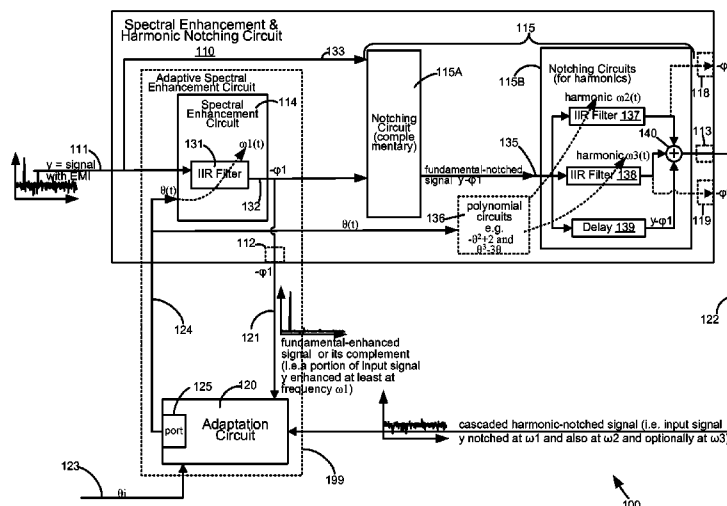 Spectral Enhancement &
Harmonic Notching Circuit
110
133
115
Adaptive Spectral
Enhancement Circuit
Spectral
Enhancement
Circuit
114
ω1(t)
131
IIR Filter
-φ1
132
111
y = signal
with EMI
θ(t)
115A
Notching
Circuit
(comple
mentary)
115B
Notching Circuits
(for harmonics)
harmonic ω2(t)
IIR Filter 137
140
135
fundamental-notched
signal y-φ1
harmonic ω3(t)
IIR Filter 138
Delay 139
y-φ1
118
113
119
136
polynomial
circuits
e.g.
-θ²+2 and
θ³-3θ
θ(t)
112
-φ1
122
124
121
fundamental-enhanced
signal or its complement
(I.e.a portion of input signal
y enhanced at least at
frequency ω1)
125
120
port
Adaptation
Circuit
cascaded harmonic-notched signal (i.e. input signal
y notched at ω1 and also at ω2 and optionally at ω3)
123
θi
199
100